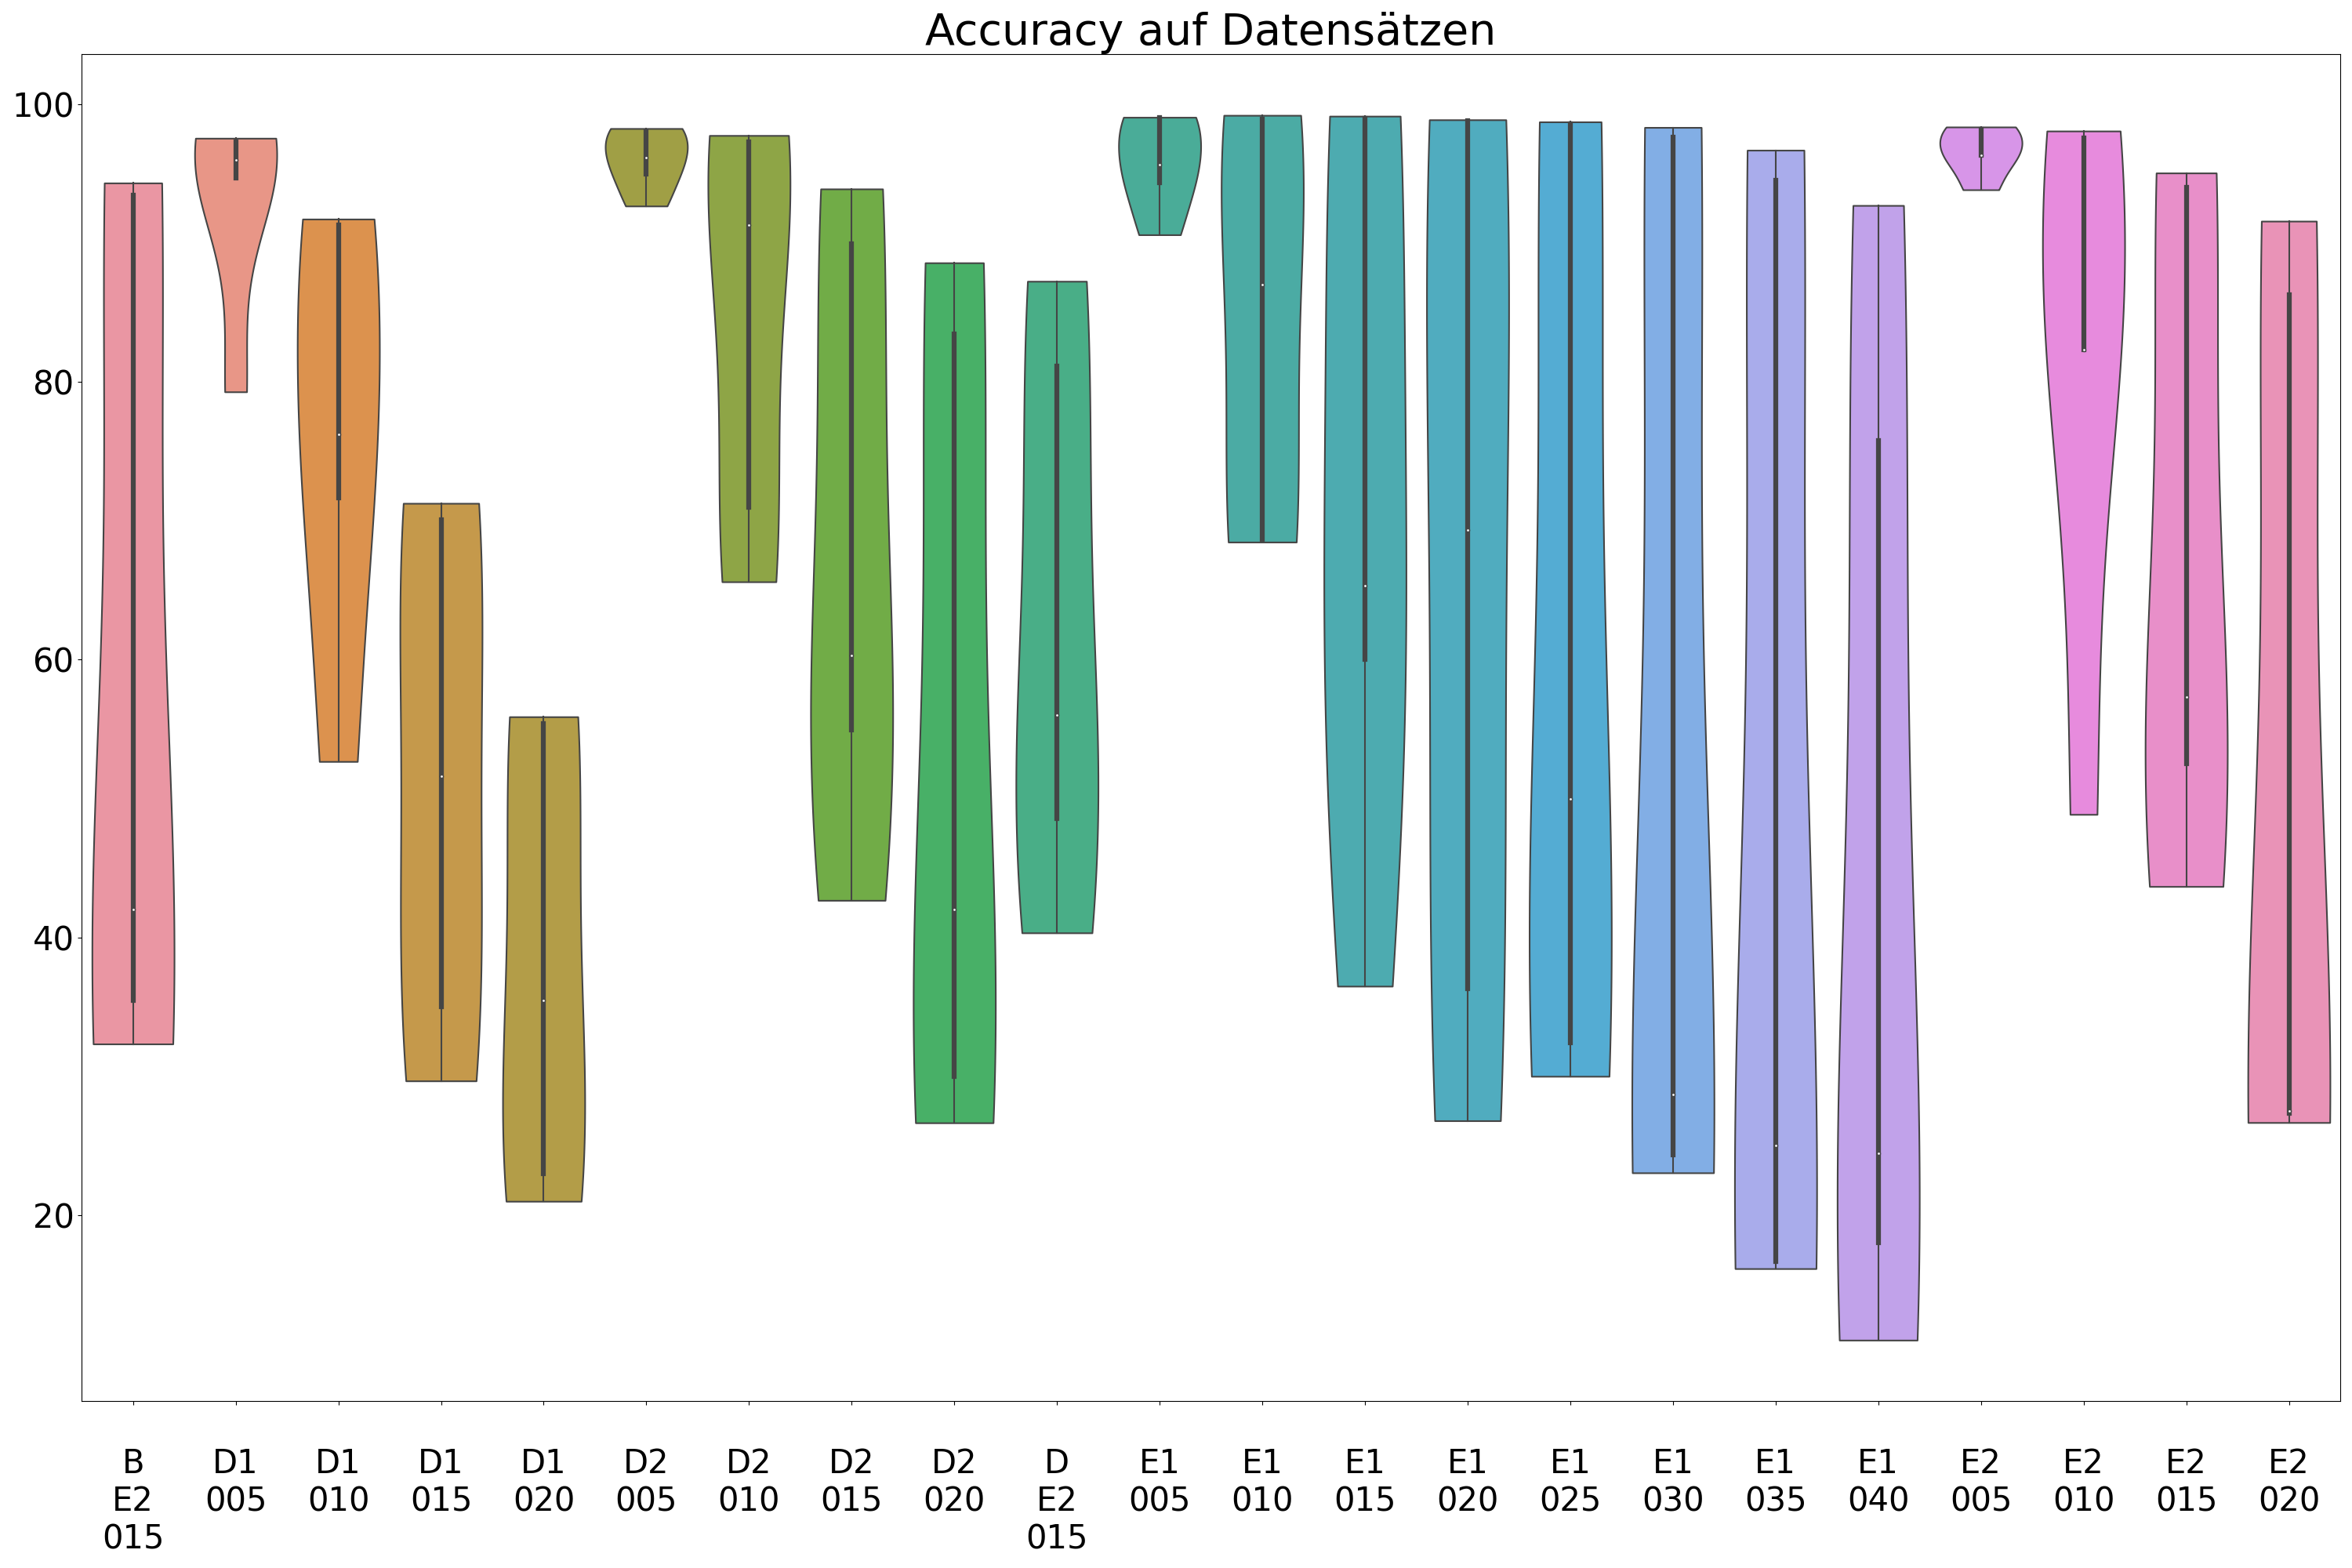 Accuracy auf Datensätzen
100
80
60
40
20
B E2 015
D1 005
D1 010
D1 015
D1 020
D2 005
D2 010
D2 015
D2 020
D E2 015
E1 005
E1 010
E1 015
E1 020
E1 025
E1 030
E1 035
E1 040
E2 005
E2 010
E2 015
E2 020